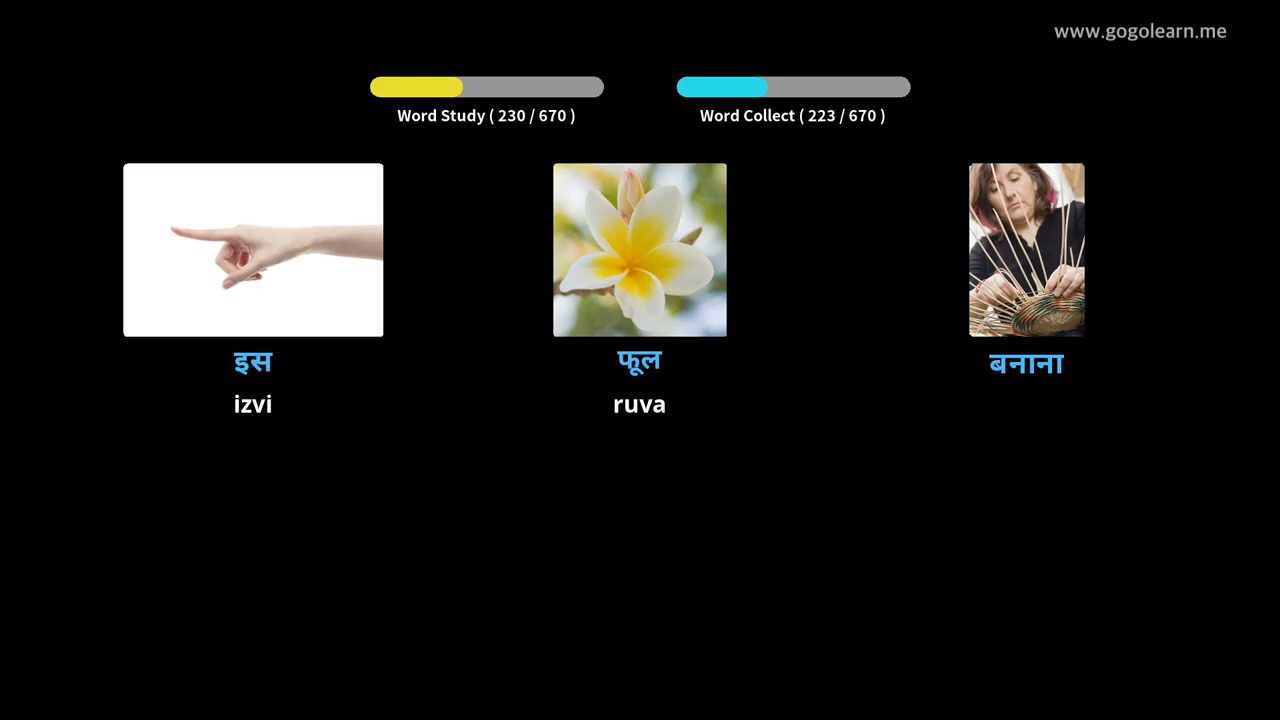 www.gogolearn.me
Word Study ( 230 / 670 )
Word Collect ( 223 / 670 )
इस
फूल
बनाना
izvi
ruva